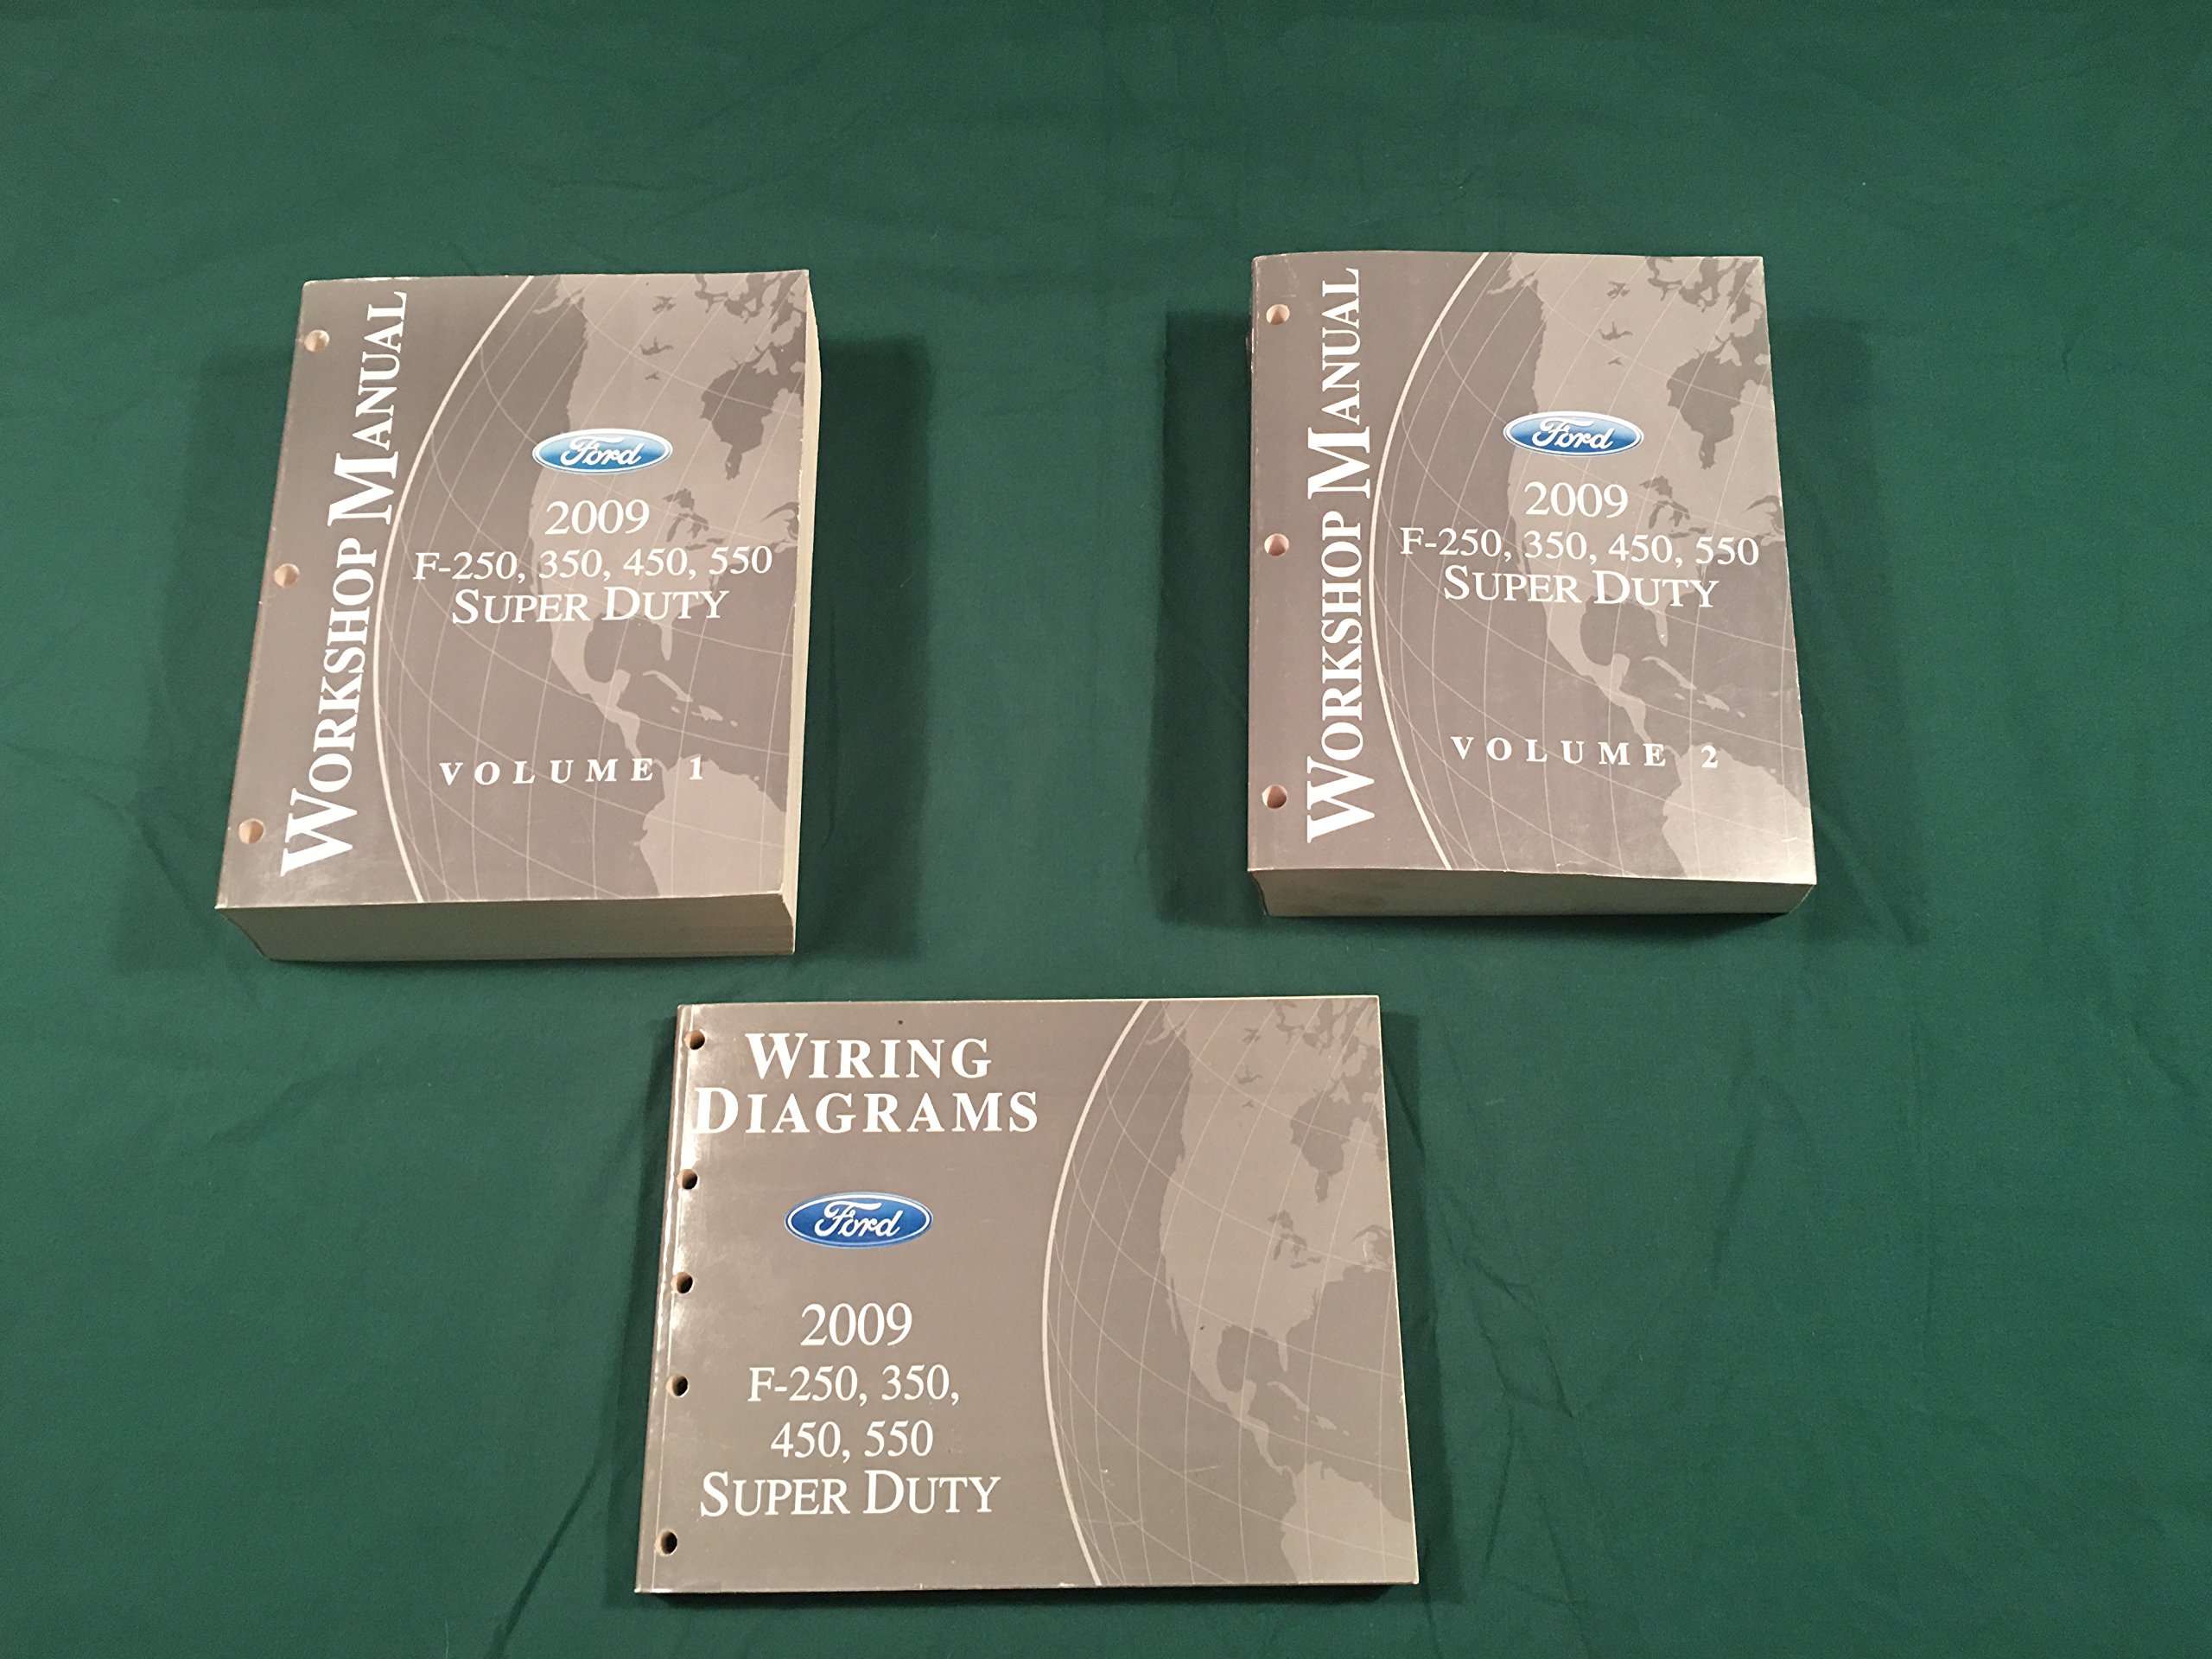 WORKSHOP MANUAL
Ford
2009
F-250, 350, 450, 550
SUPER DUTY
VOLUME 1
WORKSHOP MANUAL
Ford
2009
F-250, 350, 450, 550
SUPER DUTY
VOLUME 2
WIRING
DIAGRAMS
Ford
2009
F-250, 350,
450, 550
SUPER DUTY